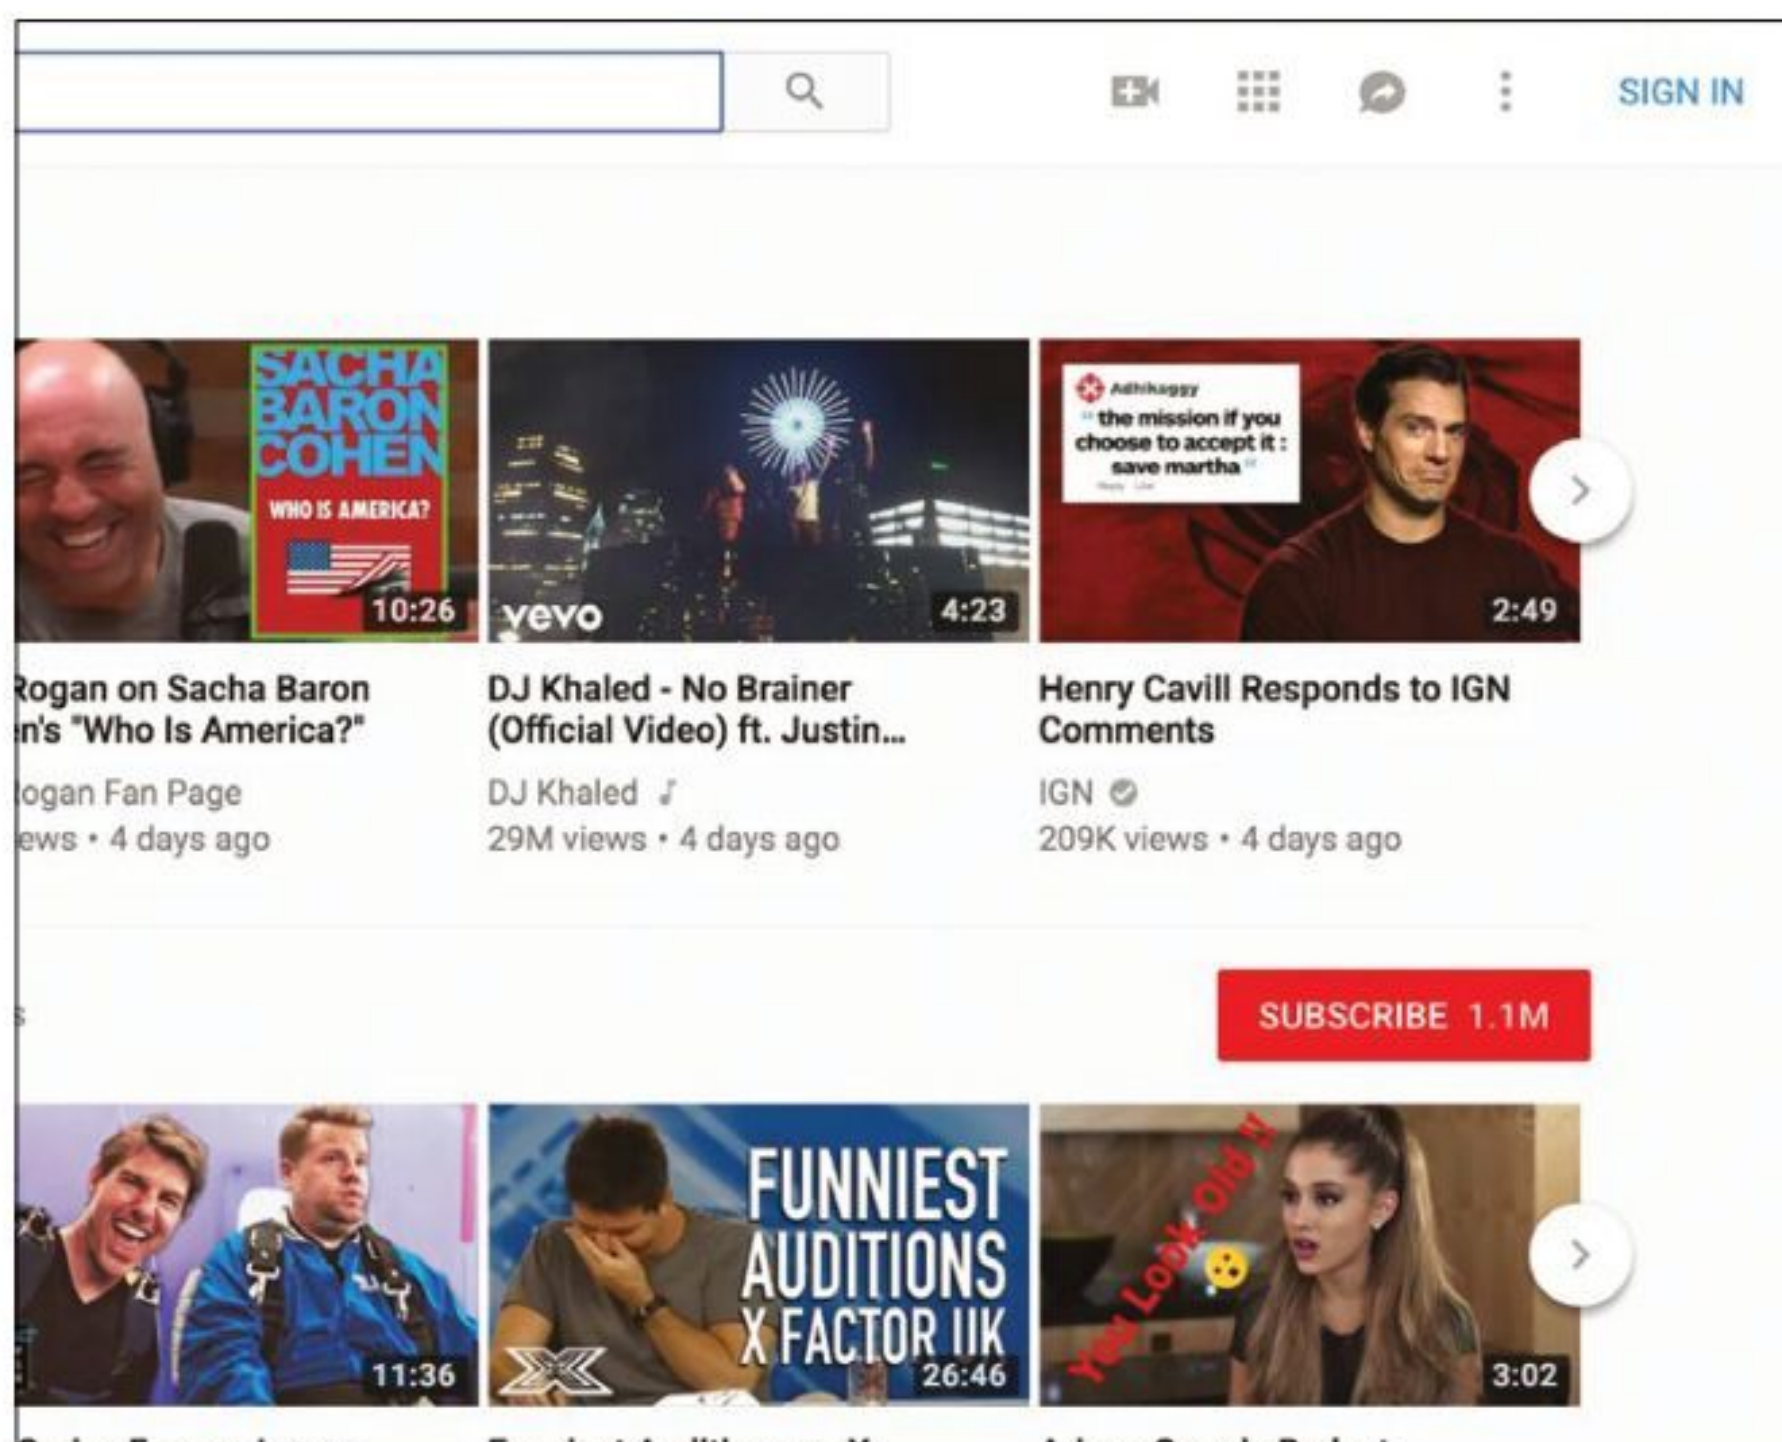 SIGN IN
SACHA
BARON
COHEN
WHO IS AMERICA?
10:26
vevo
4:23
Adhikaggy
" the mission if you
choose to accept it :
save martha "
2:49
Rogan on Sacha Baron
en's "Who Is America?"
ogan Fan Page
ews • 4 days ago
DJ Khaled - No Brainer
(Official Video) ft. Justin...
DJ Khaled
29M views • 4 days ago
Henry Cavill Responds to IGN
Comments
IGN
209K views • 4 days ago
s
SUBSCRIBE 1.1M
11:36
FUNNIEST
AUDITIONS
X FACTOR UK
X
26:46
You Look Old !!
3:02